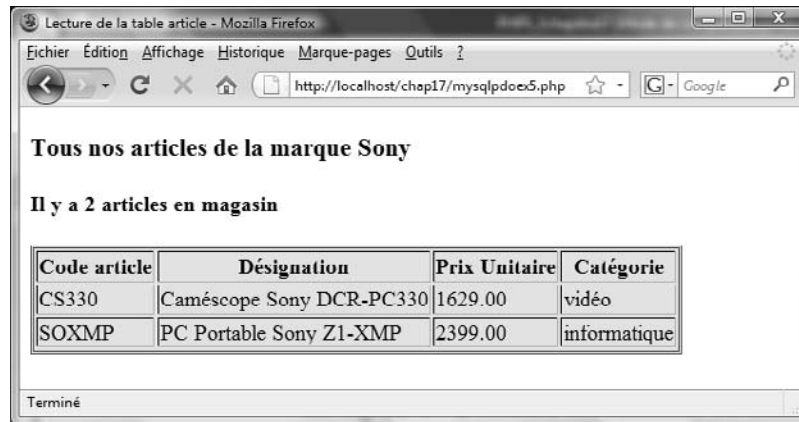 Lecture de la table article - Mozilla Firefox
Fichier Édition Affichage Historique Marque-pages Outils ?
http://localhost/chap17/mysqlpdoex5.php G Google
Tous nos articles de la marque Sony
Il y a 2 articles en magasin
Code article Désignation Prix Unitaire Catégorie
CS330 Caméscope Sony DCR-PC330 1629.00 vidéo
SOXMP PC Portable Sony Z1-XMP 2399.00 informatique
Terminé